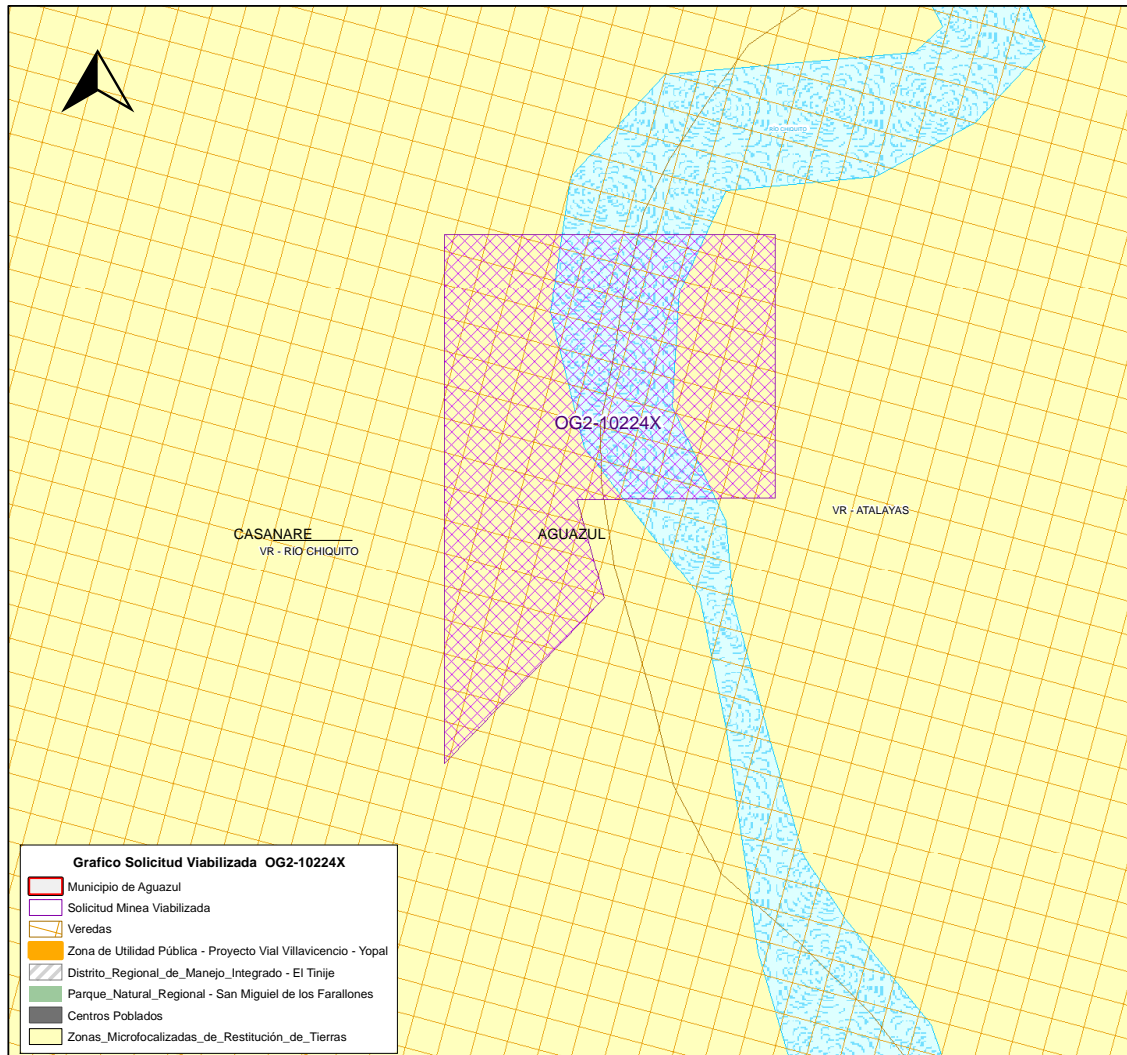 RIO CHIQUITO
OG2-10224X
VR - ATALAYAS
CASANARE
AGUAZUL
VR - RIO CHIQUITO
Grafico Solicitud Viabilizada OG2-10224X
Municipio de Aguazul
Solicitud Minea Viabilizada
Veredas
Zona de Utilidad Pública - Proyecto Vial Villavicencio - Yopal
Distrito_Regional_de_Manejo_Integrado - El Tinije
Parque_Natural_Regional - San Miguiel de los Farallones
Centros Poblados
Zonas_Microfocalizadas_de_Restitución_de_Tierras